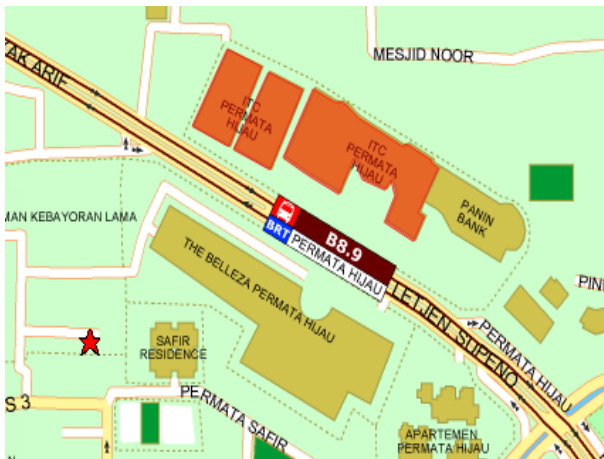 MESJID NOOR
YAK ARIF
ITC
PERMATA
HIJAU
ITC
PERMATA
HIJAU
PANIN
BANK
MAN KEBAYORAN LAMA
BRT
B8.9
PERMATA HIJAU
THE BELLEZA PERMATA HIJAU
LETJEN SUPENO
PERMATA HIJAU
PIN
SAFIR
RESIDENCE
S 3
PERMATA SAFIR
APARTEMEN
PERMATA HIJAU